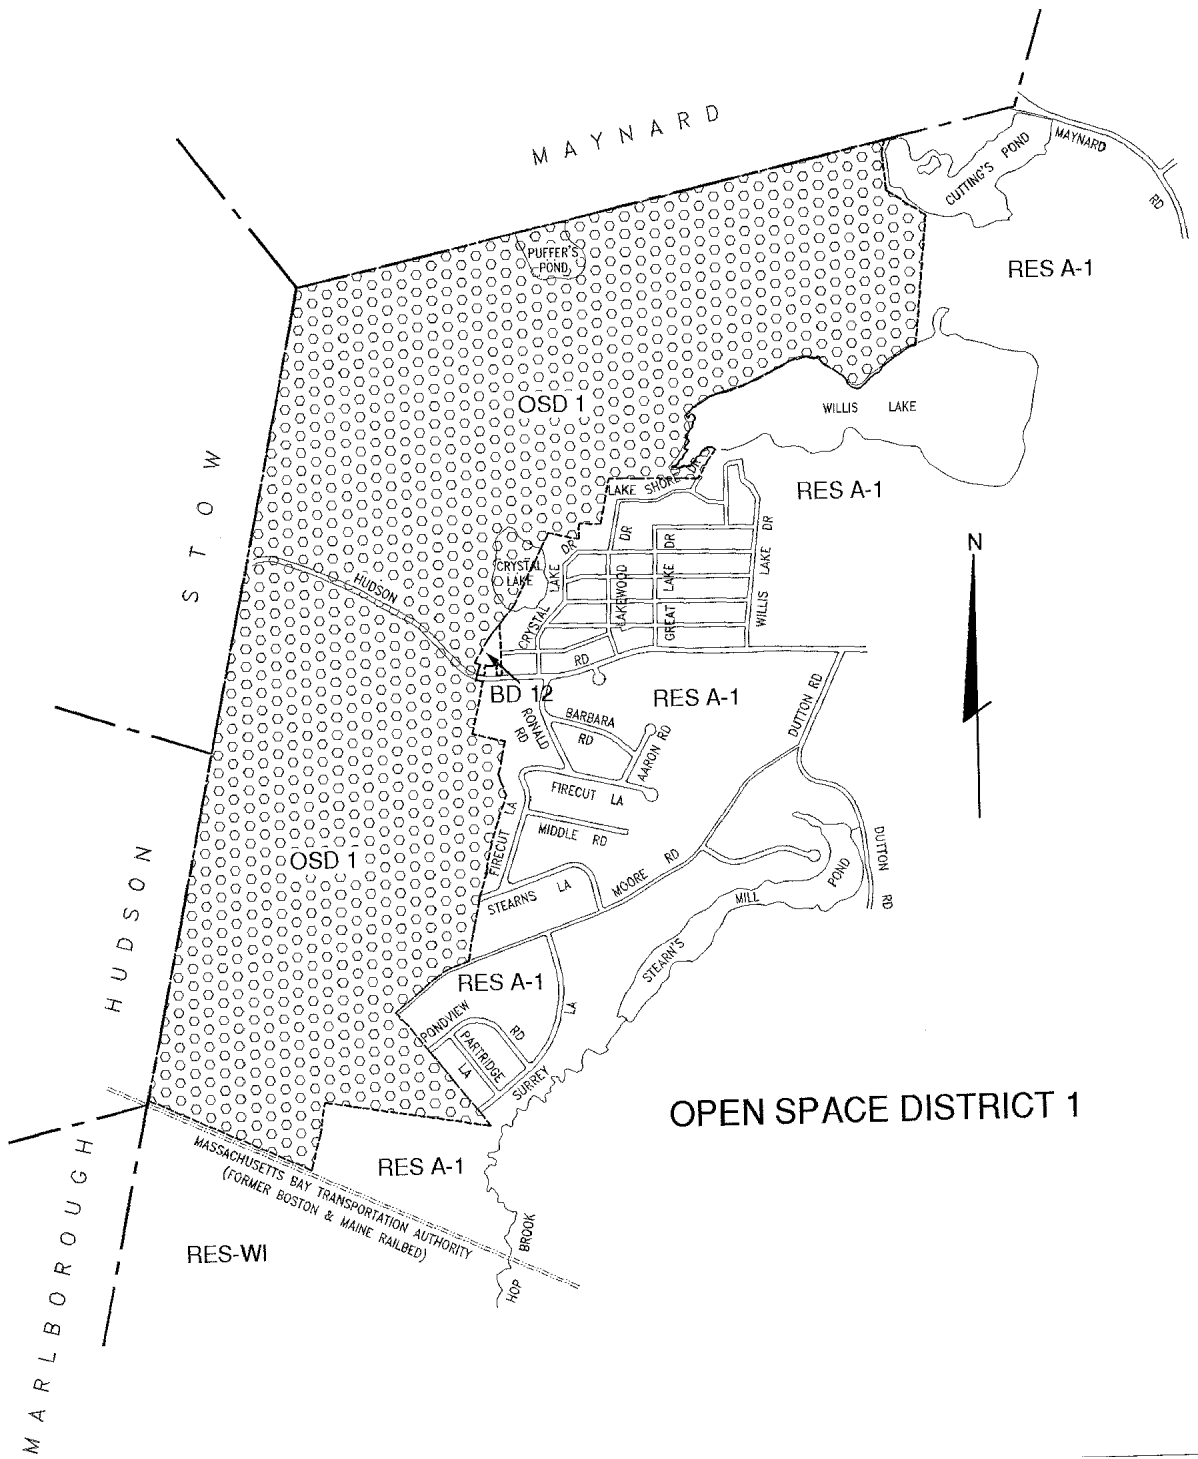 MAYNARD
CUTTING'S POND
MAYNARD
RD
PUFFER'S
POND
RES A-1
OSD 1
WILLIS LAKE
STOW
LAKE SHORE DR
RES A-1
N
CRYSTAL
LAKE
CRYSTAL LAKE DR
LAKEWOOD DR
GREAT LAKE DR
WILLIS LAKE DR
HUDSON
RD
BD 12
RES A-1
DUTTON RD
RONALD
RD
BARBARA
RD
AARON RD
FIRECUT LA
FIRECUT LA
MIDDLE RD
HUDSON
OSD 1
STEARNS LA
MOORE RD
DUTTON RD
STEARN'S MILL POND
RES A-1
PONDVIEW
RD
PARTRIDGE
LA
SURREY LA
OPEN SPACE DISTRICT 1
MARLBOROUGH
RES A-1
MASSACHUSETTS BAY TRANSPORTATION AUTHORITY
(FORMER BOSTON & MAINE RAILBED)
RES-WI
HOP BROOK